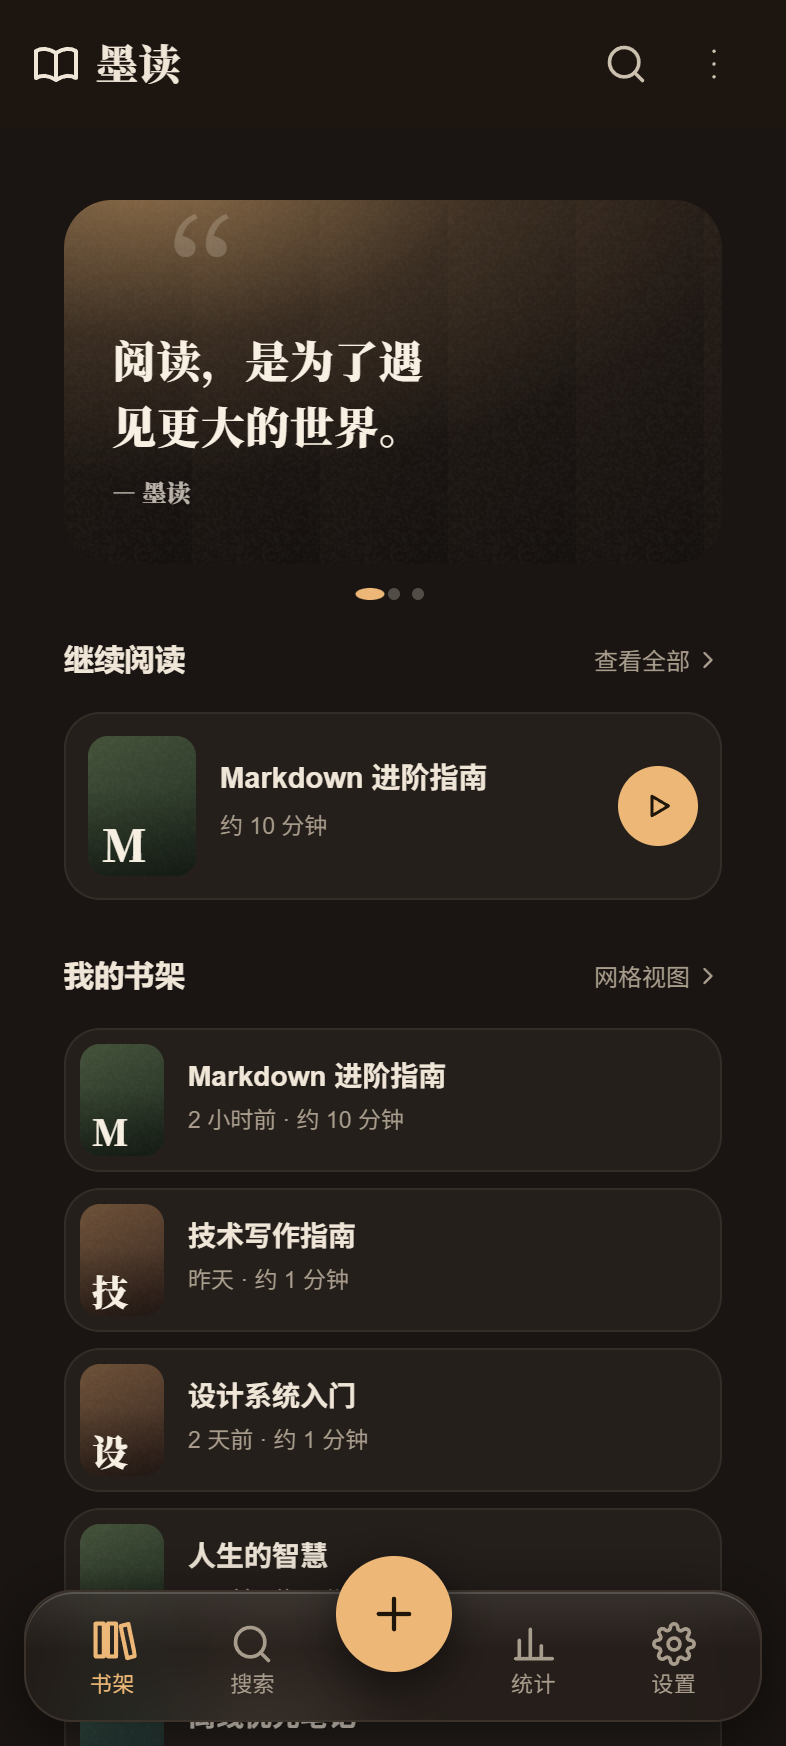 墨读
“
阅读，是为了遇
见更大的世界。
— 墨读
继续阅读
查看全部
M
Markdown 进阶指南
约 10 分钟
我的书架
网格视图
M
Markdown 进阶指南
2 小时前 · 约 10 分钟
技
技术写作指南
昨天 · 约 1 分钟
设
设计系统入门
2 天前 · 约 1 分钟
人生的智慧
书架
搜索
统计
设置